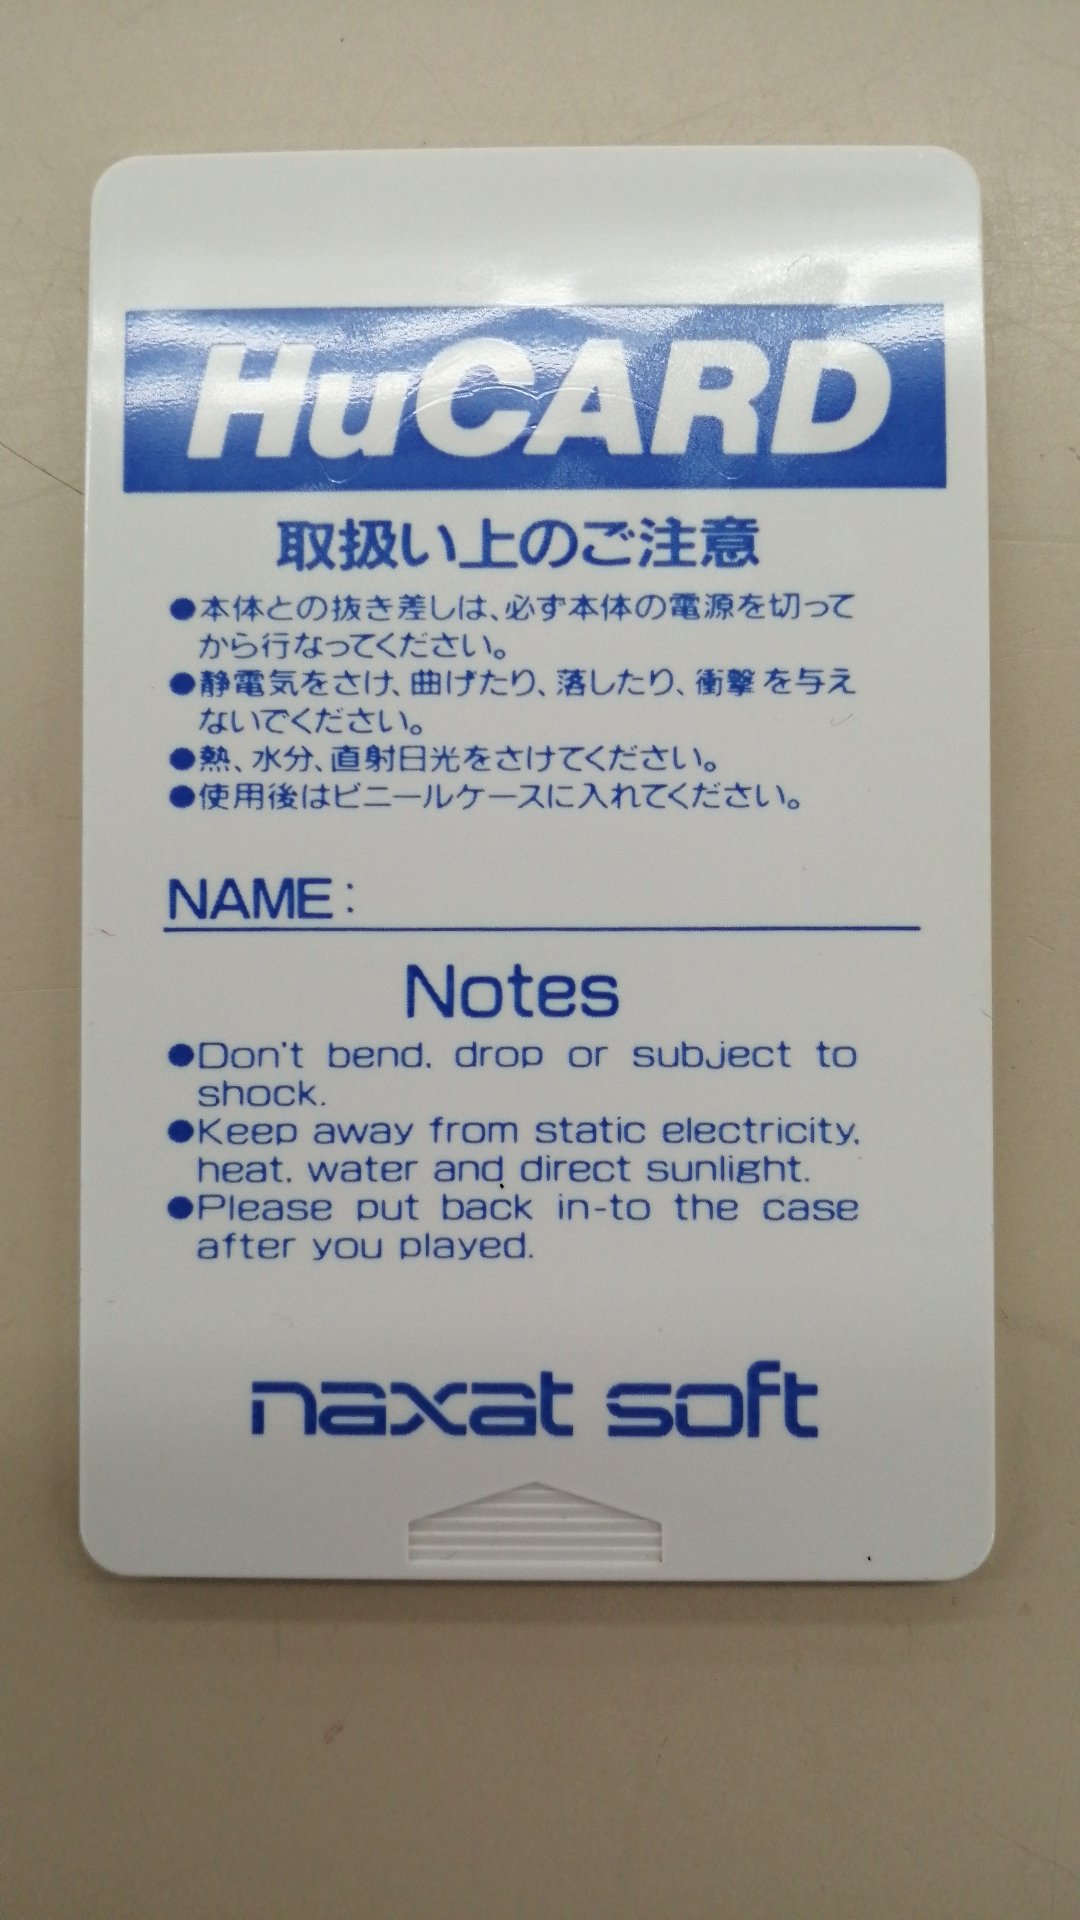 HuCARD
取扱い上のご注意
●本体との抜き差しは、必ず本体の電源を切って
から行なってください。
●静電気をさけ、曲げたり、落したり、衝撃を与え
ないでください。
●熱、水分、直射日光をさけてください。
●使用後はビニールケースに入れてください。
NAME:
Notes
●Don't bend. drop or subject to
shock.
●Keep away from static electricity.
heat. water and direct sunlight.
●Please put back in-to the case
after you played.
naxat soft